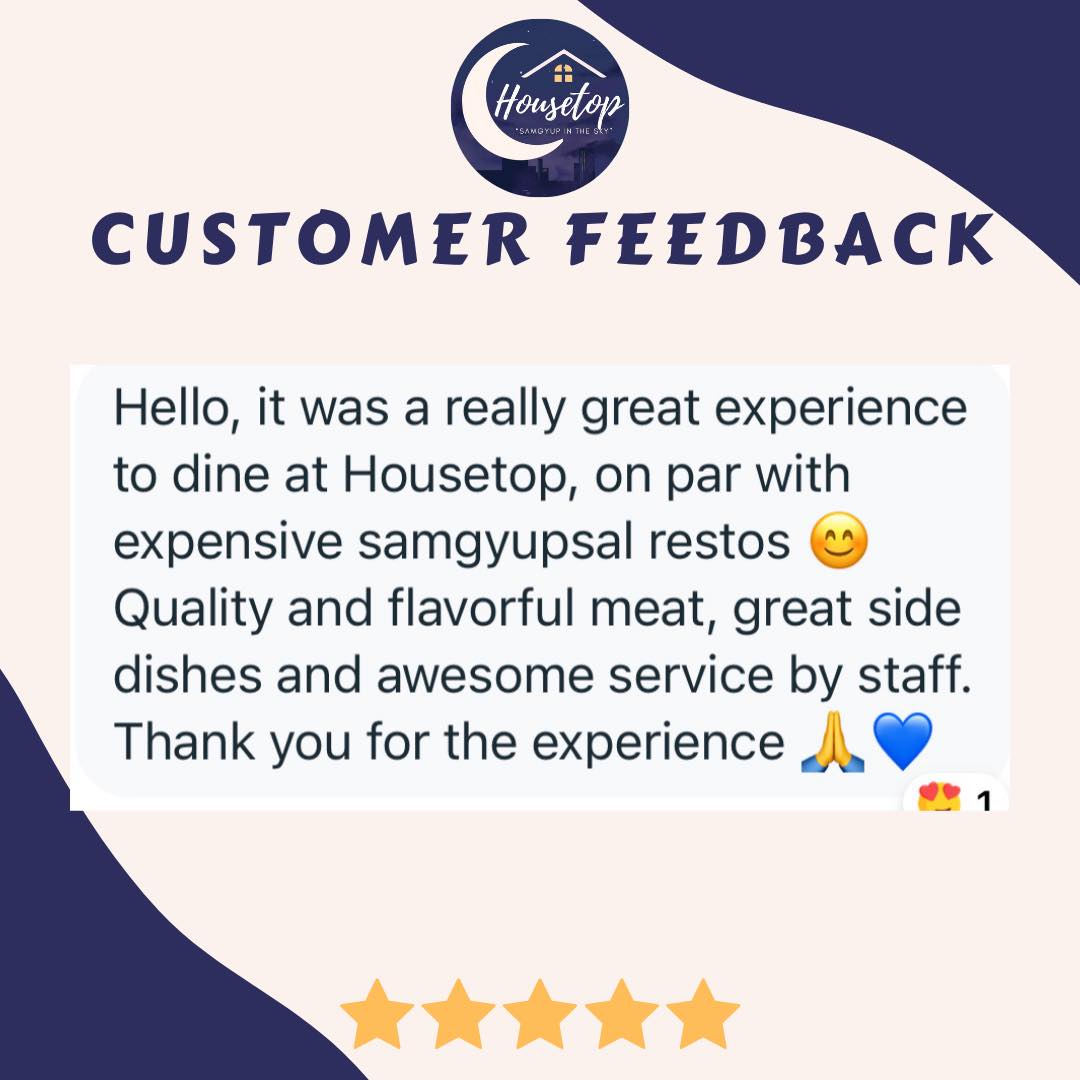 Housetop
"SAMGYUP IN THE SKY"
CUSTOMER FEEDBACK
Hello, it was a really great experience
to dine at Housetop, on par with
expensive samgyupsal restos 😊
Quality and flavorful meat, great side
dishes and awesome service by staff.
Thank you for the experience 🙏💙
😍 1